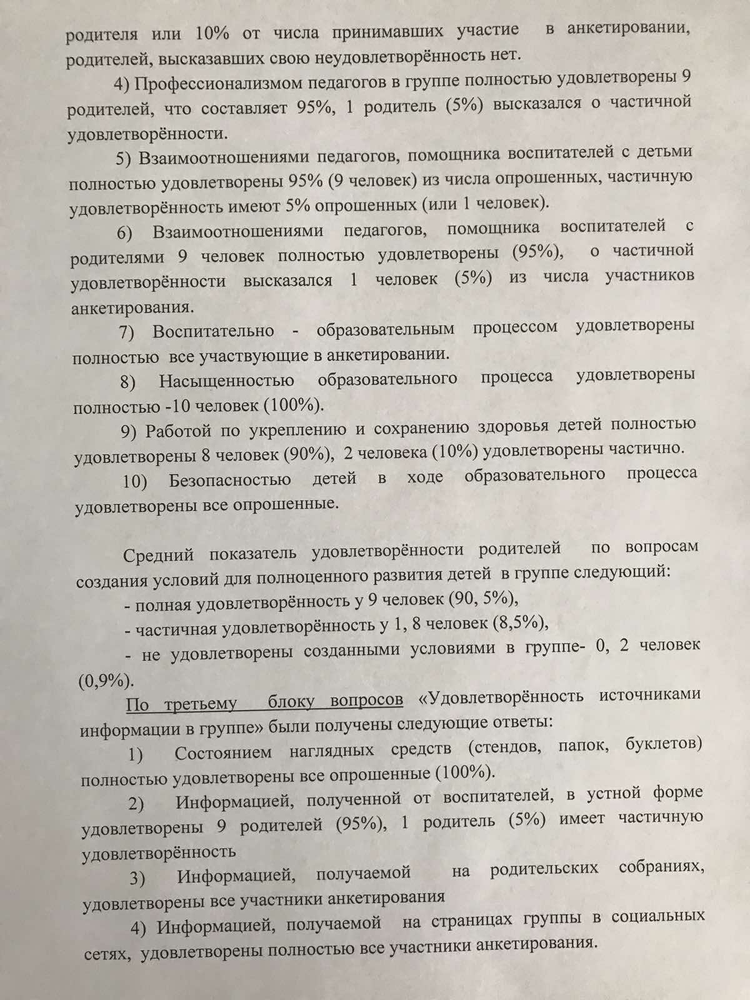 родителя или 10% от числа принимавших участие в анкетировании,
родителей, высказавших свою неудовлетворённость нет.
4) Профессионализмом педагогов в группе полностью удовлетворены 9
родителей, что составляет 95%, 1 родитель (5%) высказался о частичной
удовлетворённости.
5) Взаимоотношениями педагогов, помощника воспитателей с детьми
полностью удовлетворены 95% (9 человек) из числа опрошенных, частичную
удовлетворённость имеют 5% опрошенных (или 1 человек).
6) Взаимоотношениями педагогов, помощника воспитателей с
родителями 9 человек полностью удовлетворены (95%), о частичной
удовлетворённости высказался 1 человек (5%) из числа участников
анкетирования.
7) Воспитательно - образовательным процессом удовлетворены
полностью все участвующие в анкетировании.
8) Насыщенностью образовательного процесса удовлетворены
полностью -10 человек (100%).
9) Работой по укреплению и сохранению здоровья детей полностью
удовлетворены 8 человек (90%), 2 человека (10%) удовлетворены частично.
10) Безопасностью детей в ходе образовательного процесса
удовлетворены все опрошенные.
Средний показатель удовлетворённости родителей по вопросам
создания условий для полноценного развития детей в группе следующий:
- полная удовлетворённость у 9 человек (90, 5%),
- частичная удовлетворённость у 1, 8 человек (8,5%),
- не удовлетворены созданными условиями в группе- 0, 2 человек
(0,9%).
По третьему блоку вопросов «Удовлетворённость источниками
информации в группе» были получены следующие ответы:
1) Состоянием наглядных средств (стендов, папок, буклетов)
полностью удовлетворены все опрошенные (100%).
2) Информацией, полученной от воспитателей, в устной форме
удовлетворены 9 родителей (95%), 1 родитель (5%) имеет частичную
удовлетворённость
3) Информацией, получаемой на родительских собраниях,
удовлетворены все участники анкетирования
4) Информацией, получаемой на страницах группы в социальных
сетях, удовлетворены полностью все участники анкетирования.